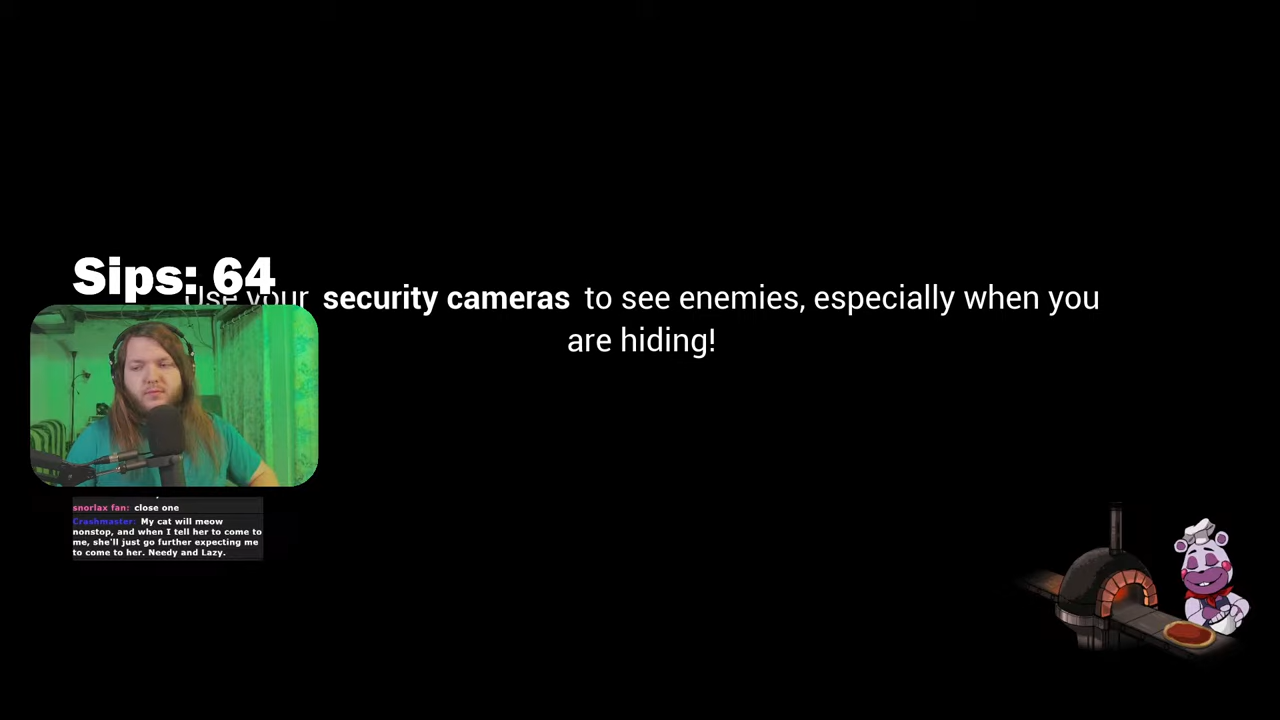 Sips: 64
Use your security cameras to see enemies, especially when you
are hiding!
snorlax fan: close one
Crashmaster: My cat will meow
nonstop, and when I tell her to come to
me, she'll just go further expecting me
to come to her. Needy and Lazy.